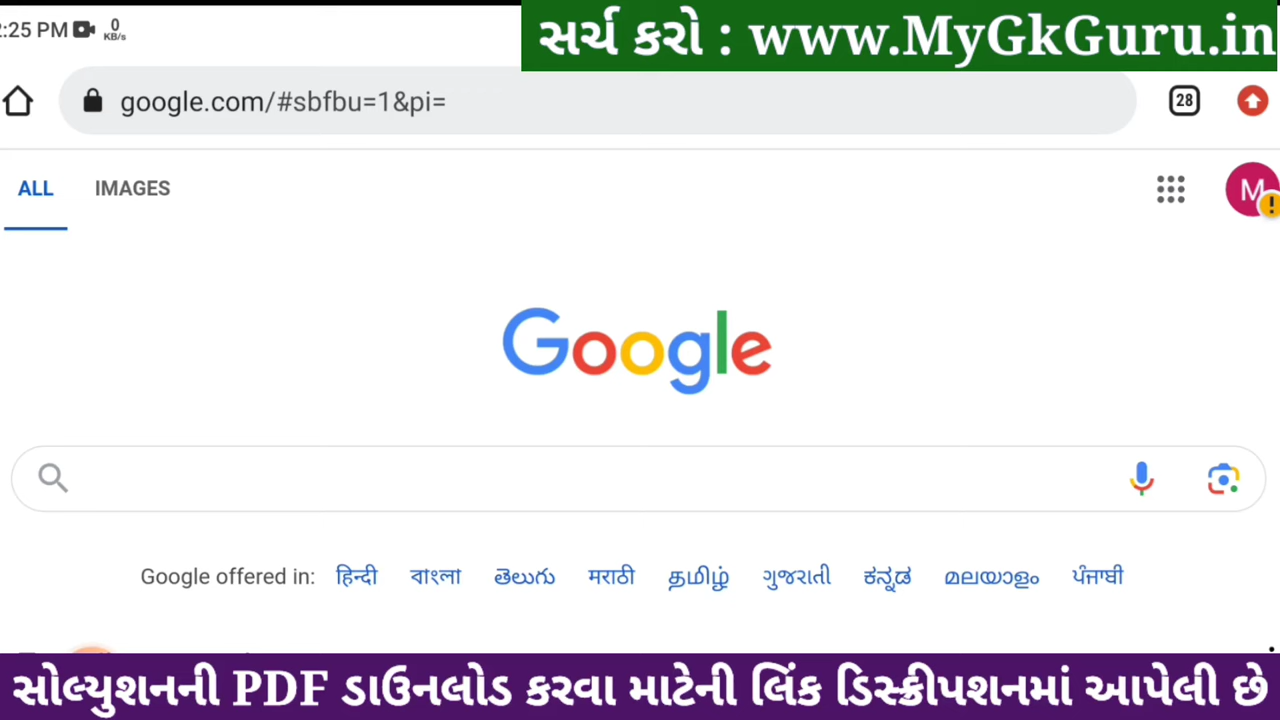 :25 PM 0 KB/s
સર્ચ કરો : www.MyGkGuru.in
google.com/#sbfbu=1&pi=
28
ALL IMAGES
M
Google
Google offered in: हिन्दी বাংলা తెలుగు मराठी தமிழ் ગુજરાતી ಕನ್ನಡ മലയാളം ਪੰਜਾਬੀ
સોલ્યુશનની PDF ડાઉનલોડ કરવા માટેની લિંક ડિસ્ક્રીપશનમાં આપેલી છે